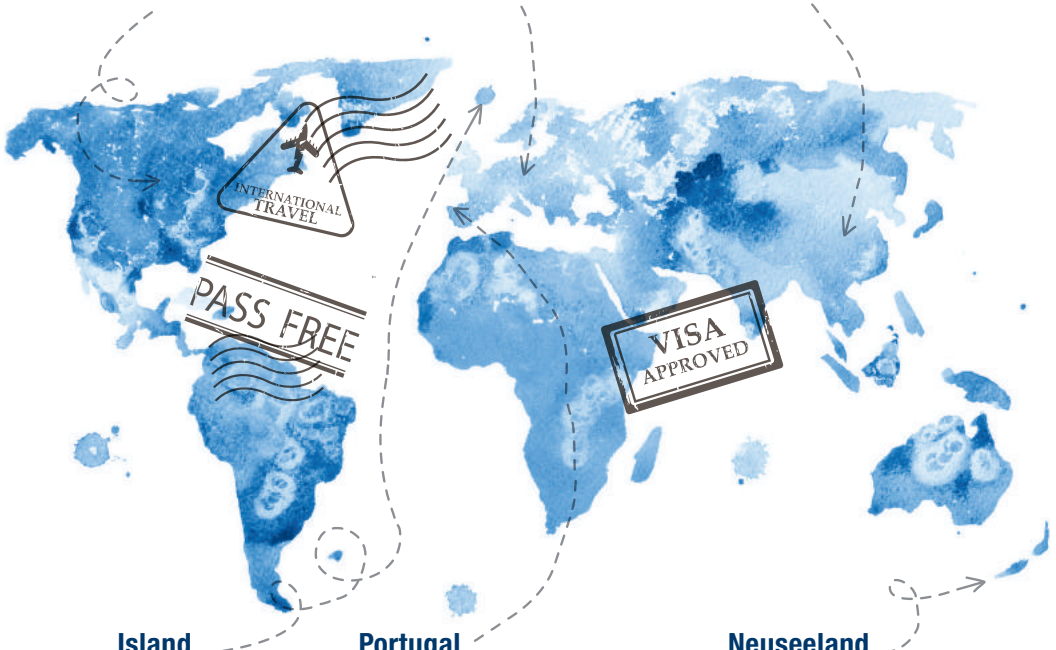 INTERNATIONAL
TRAVEL
PASS FREE
VISA
APPROVED
Island
Portugal
Neuseeland